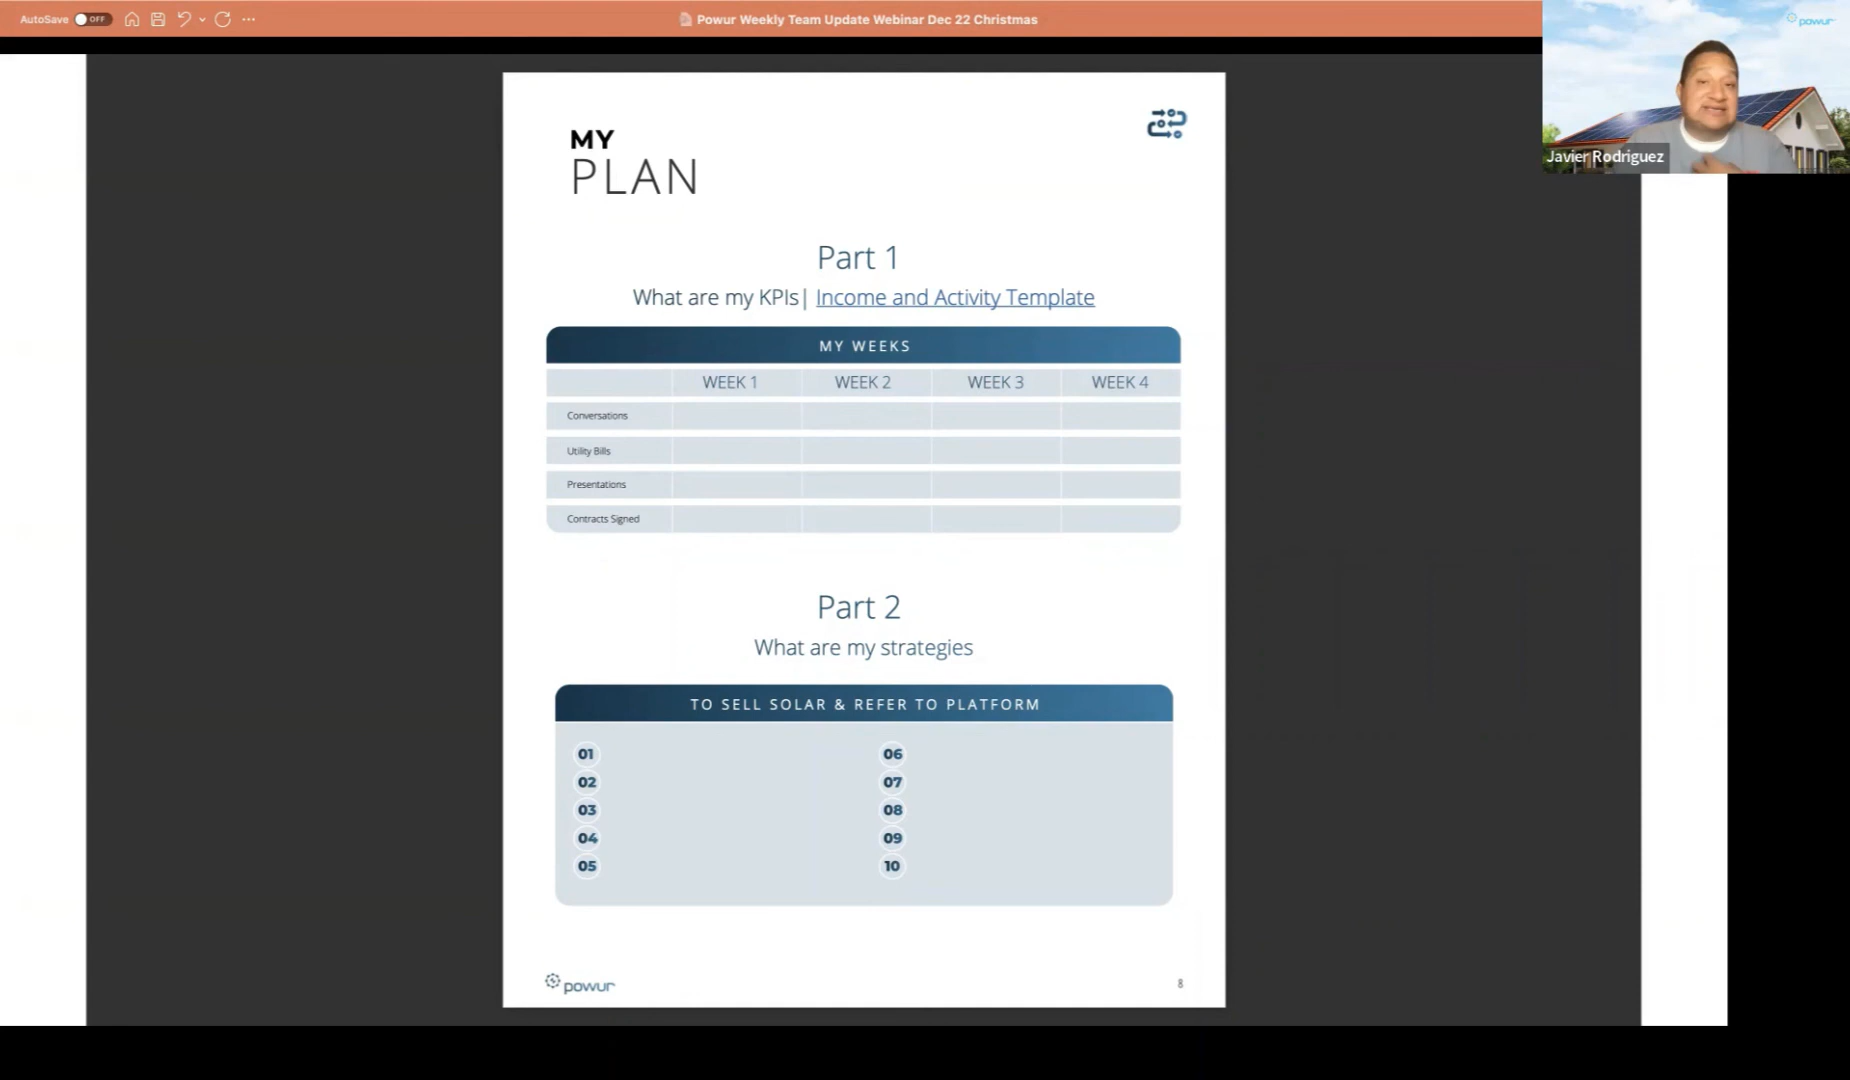 AutoSave OFF
Powur Weekly Team Update Webinar Dec 22 Christmas
powur
Javier Rodriguez
MY
PLAN
Part 1
What are my KPIs| Income and Activity Template
MY WEEKS
WEEK 1 WEEK 2 WEEK 3 WEEK 4
Conversations
Utility Bills
Presentations
Contracts Signed
Part 2
What are my strategies
TO SELL SOLAR & REFER TO PLATFORM
01 06
02 07
03 08
04 09
05 10
powur 8